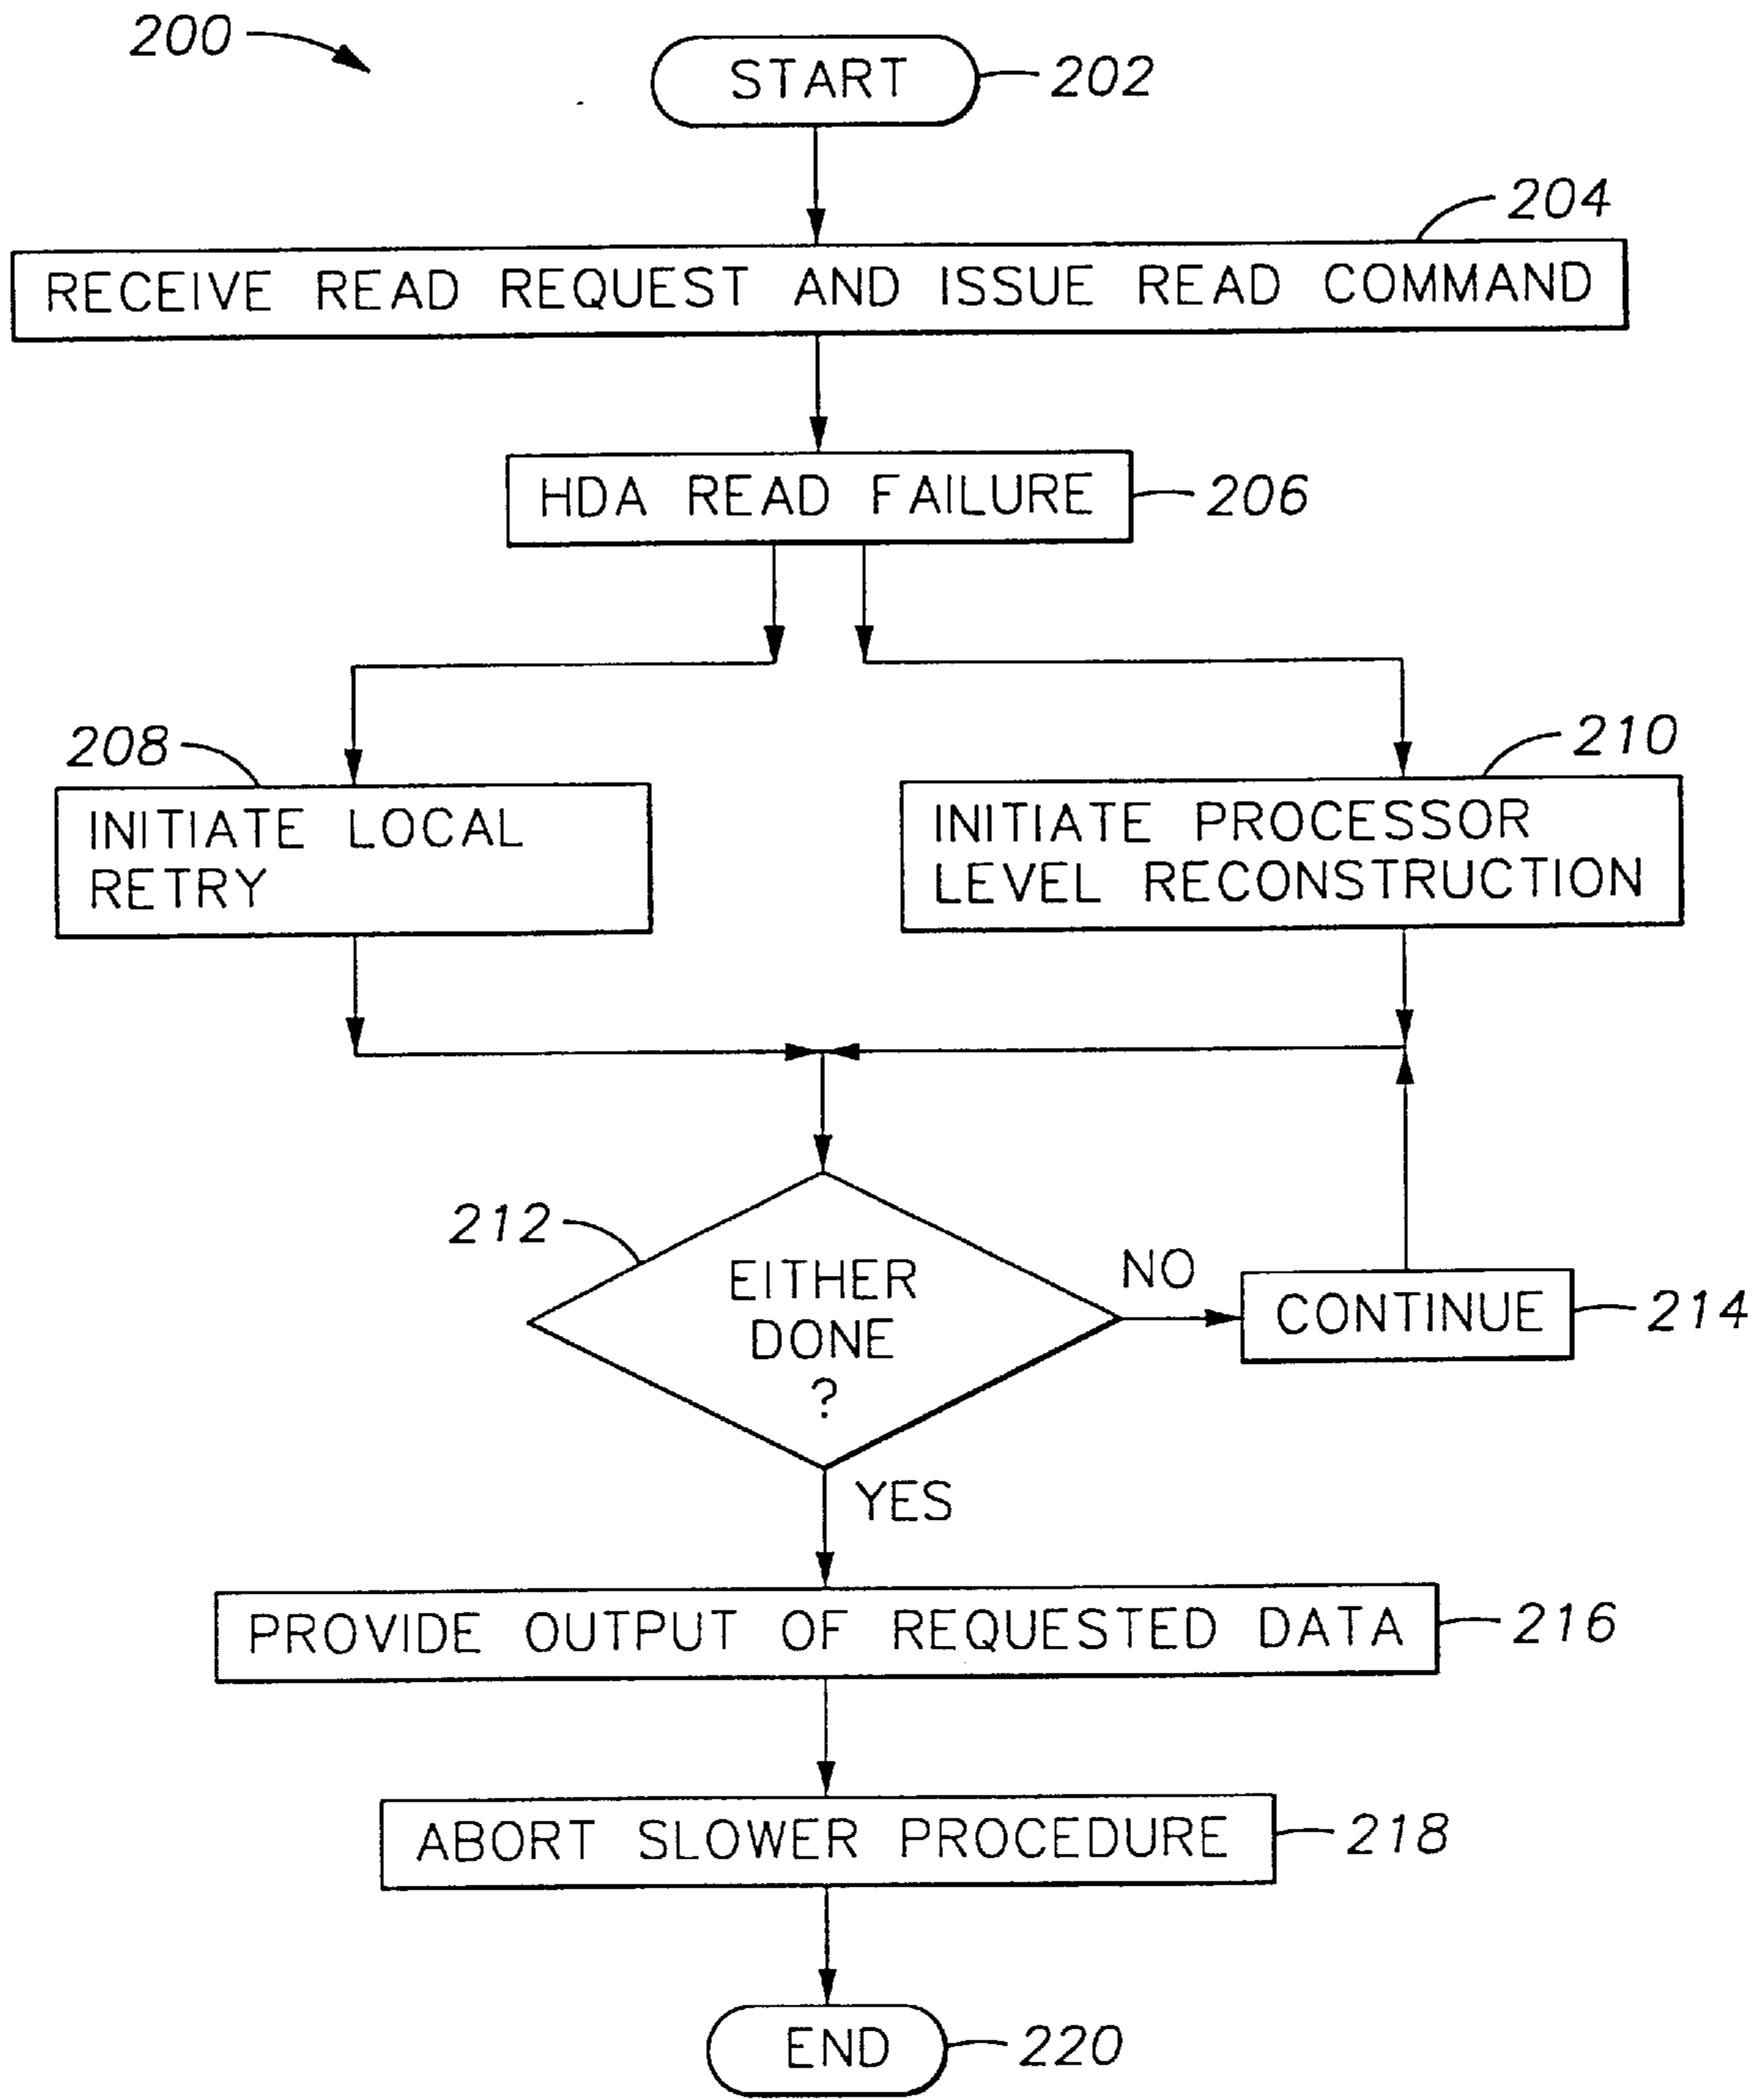 200
START
202
204
RECEIVE READ REQUEST AND ISSUE READ COMMAND
HDA READ FAILURE
206
208
210
INITIATE LOCAL
RETRY
INITIATE PROCESSOR
LEVEL RECONSTRUCTION
212
EITHER
DONE
?
NO
CONTINUE
214
YES
PROVIDE OUTPUT OF REQUESTED DATA
216
ABORT SLOWER PROCEDURE
218
END
220